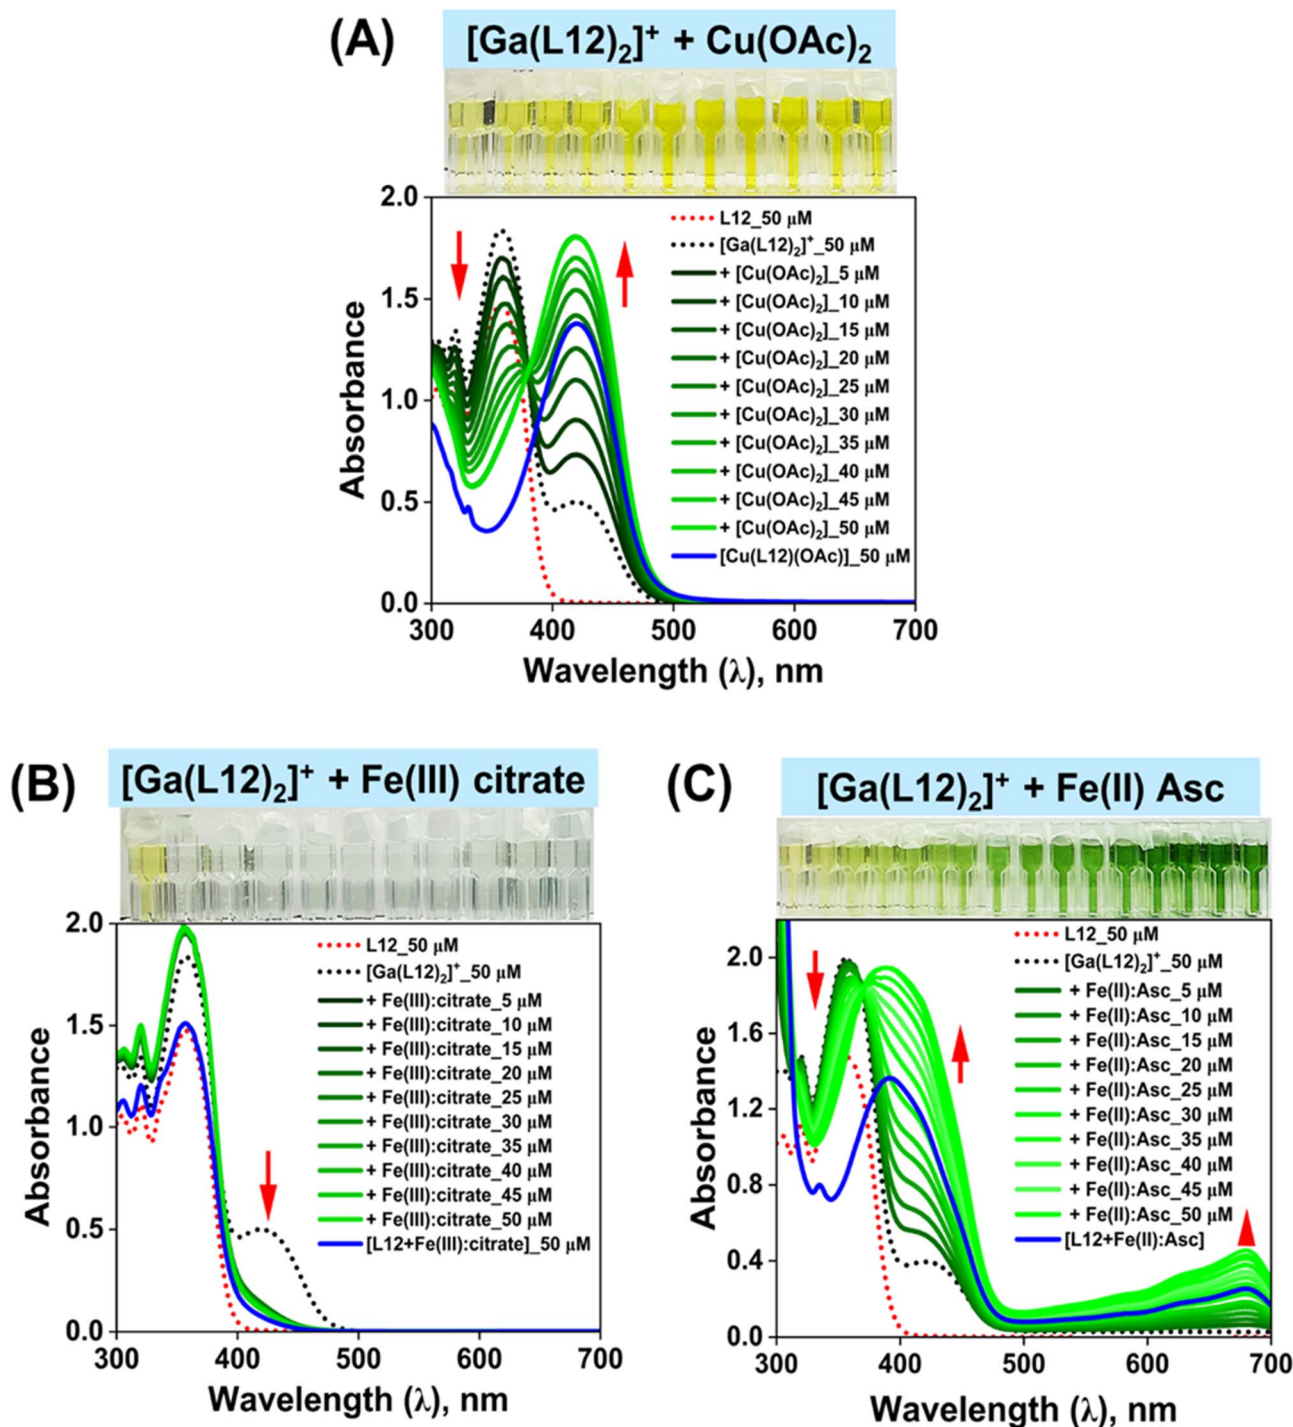 (A)
[Ga(L12)₂]⁺ + Cu(OAc)₂
2.0
1.5
1.0
0.5
0.0
Absorbance
L12_50 μM
[Ga(L12)₂]⁺_50 μM
+ [Cu(OAc)₂]_5 μM
+ [Cu(OAc)₂]_10 μM
+ [Cu(OAc)₂]_15 μM
+ [Cu(OAc)₂]_20 μM
+ [Cu(OAc)₂]_25 μM
+ [Cu(OAc)₂]_30 μM
+ [Cu(OAc)₂]_35 μM
+ [Cu(OAc)₂]_40 μM
+ [Cu(OAc)₂]_45 μM
+ [Cu(OAc)₂]_50 μM
[Cu(L12)(OAc)]_50 μM
300 400 500 600 700
Wavelength (λ), nm
(B)
[Ga(L12)₂]⁺ + Fe(III) citrate
2.0
1.5
1.0
0.5
0.0
Absorbance
L12_50 μM
[Ga(L12)₂]⁺_50 μM
+ Fe(III):citrate_5 μM
+ Fe(III):citrate_10 μM
+ Fe(III):citrate_15 μM
+ Fe(III):citrate_20 μM
+ Fe(III):citrate_25 μM
+ Fe(III):citrate_30 μM
+ Fe(III):citrate_35 μM
+ Fe(III):citrate_40 μM
+ Fe(III):citrate_45 μM
+ Fe(III):citrate_50 μM
[L12+Fe(III):citrate]_50 μM
300 400 500 600 700
Wavelength (λ), nm
(C)
[Ga(L12)₂]⁺ + Fe(II) Asc
2.0
1.6
1.2
0.8
0.4
0.0
Absorbance
L12_50 μM
[Ga(L12)₂]⁺_50 μM
+ Fe(II):Asc_5 μM
+ Fe(II):Asc_10 μM
+ Fe(II):Asc_15 μM
+ Fe(II):Asc_20 μM
+ Fe(II):Asc_25 μM
+ Fe(II):Asc_30 μM
+ Fe(II):Asc_35 μM
+ Fe(II):Asc_40 μM
+ Fe(II):Asc_45 μM
+ Fe(II):Asc_50 μM
[L12+Fe(II):Asc]
300 400 500 600 700
Wavelength (λ), nm